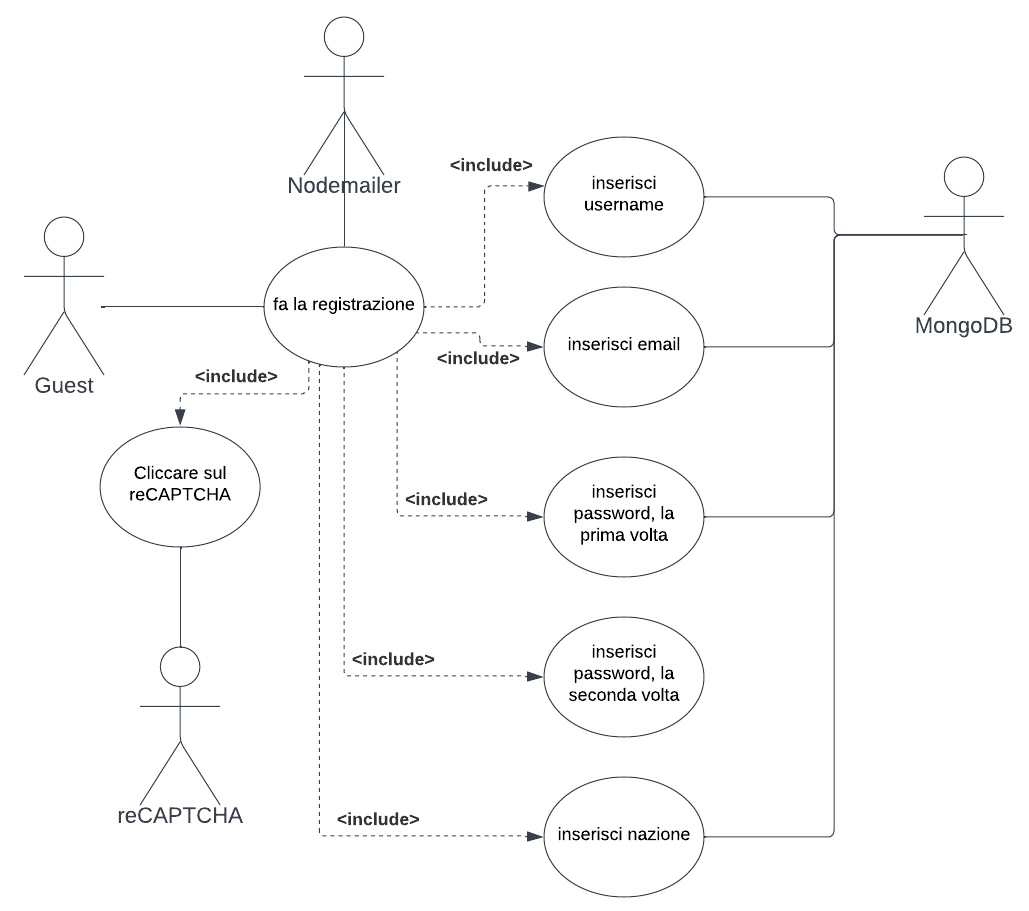 Nodemailer
<include>
inserisci
username
MongoDB
fa la registrazione
Guest
<include>
inserisci email
<include>
Cliccare sul
reCAPTCHA
<include>
inserisci
password, la
prima volta
<include>
inserisci
password, la
seconda volta
reCAPTCHA
<include>
inserisci nazione